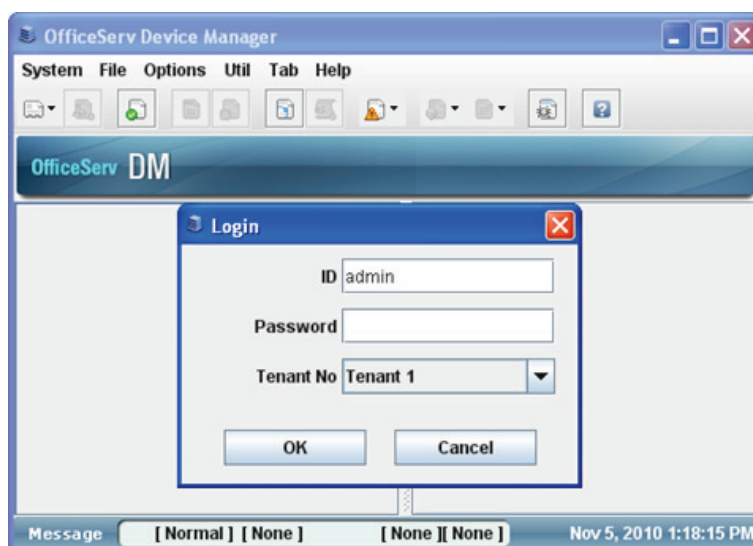 OfficeServ Device Manager
System File Options Util Tab Help
OfficeServ DM
Login
ID admin
Password
Tenant No Tenant 1
OK Cancel
Message [ Normal ] [ None ] [ None ][ None ] Nov 5, 2010 1:18:15 PM